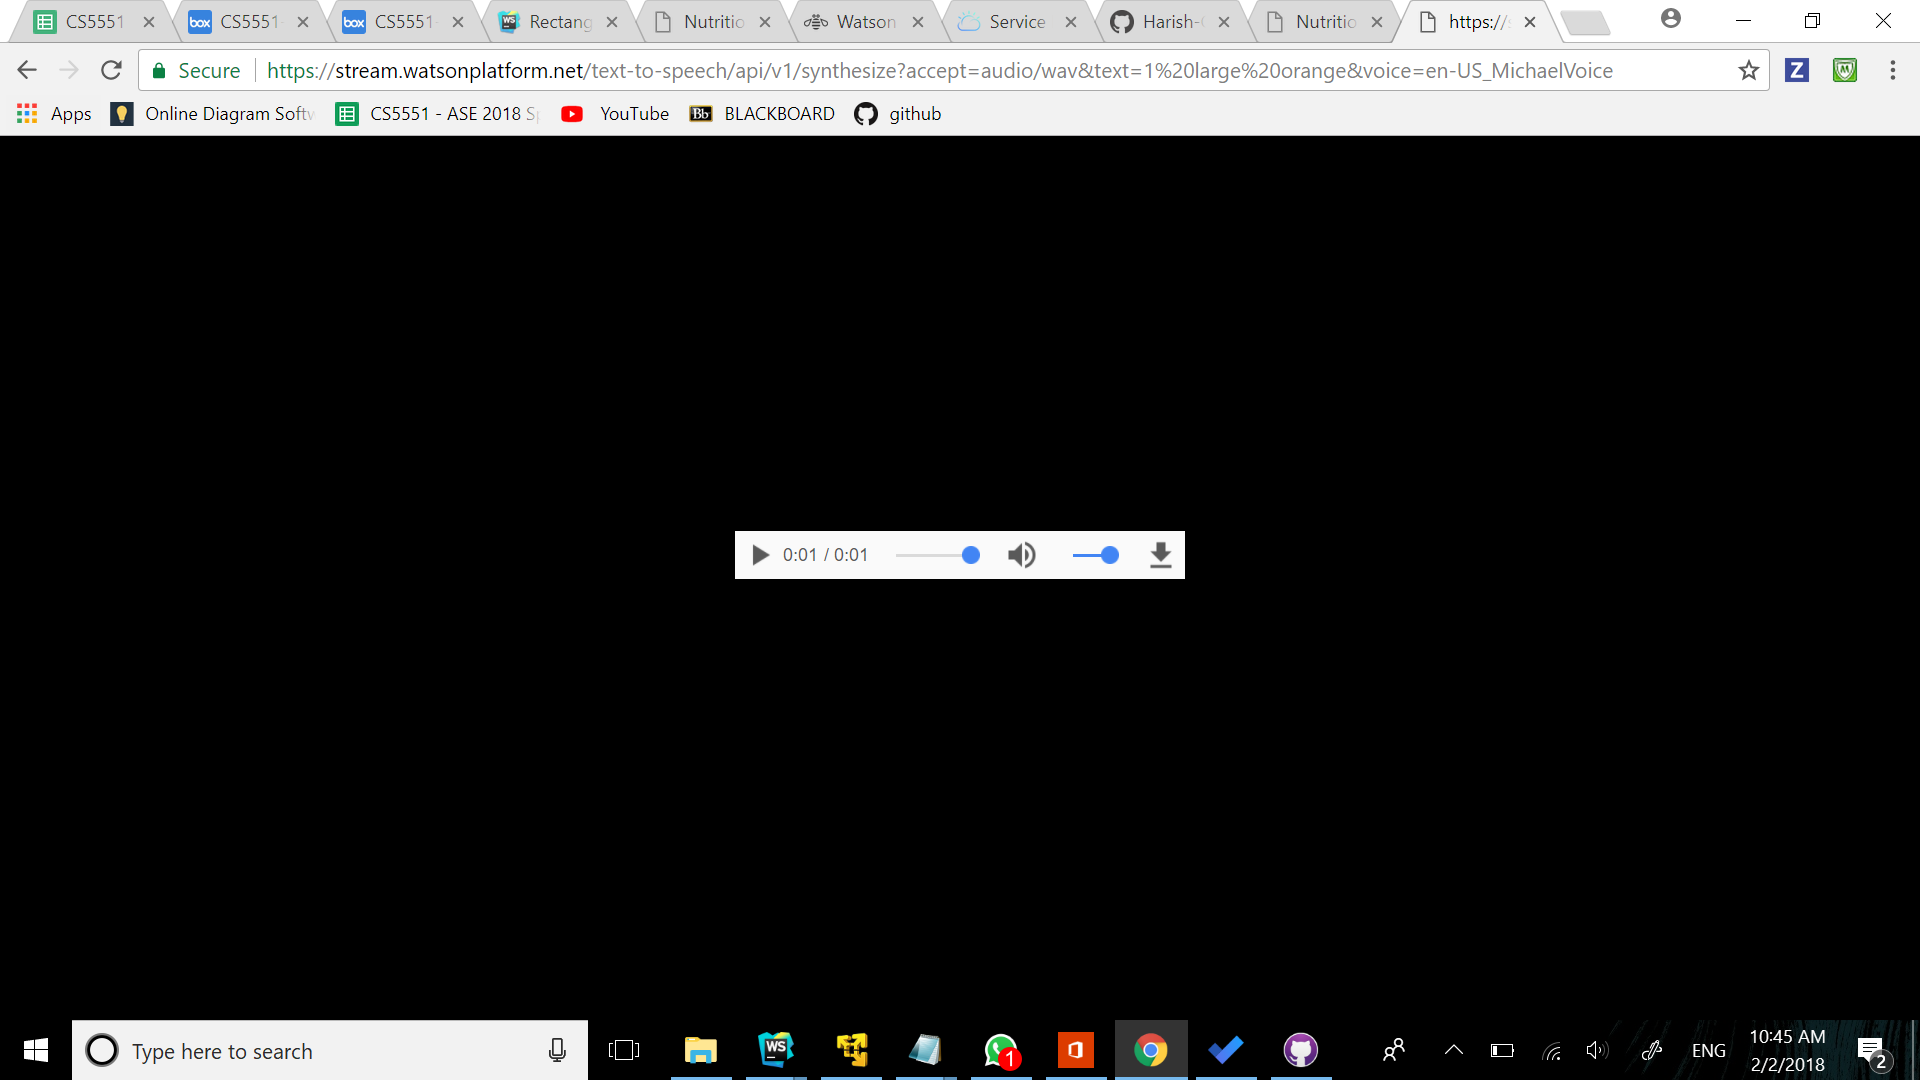 CS5551
box CS5551
box CS5551
WS Rectang
Nutritio
Watson
Service
Harish-
Nutritio
https://
Secure https://stream.watsonplatform.net/text-to-speech/api/v1/synthesize?accept=audio/wav&text=1%20large%20orange&voice=en-US_MichaelVoice
Z M
Apps Online Diagram Softw CS5551 - ASE 2018 Sp YouTube Bb BLACKBOARD github
0:01 / 0:01
Type here to search
WS
1
ENG
10:45 AM
2/2/2018
2